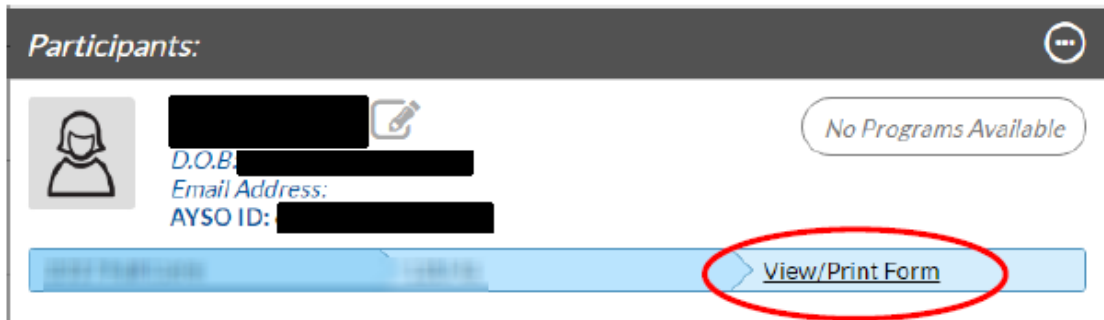 Participants:
No Programs Available
D.O.B:
Email Address:
AYSO ID:
View/Print Form